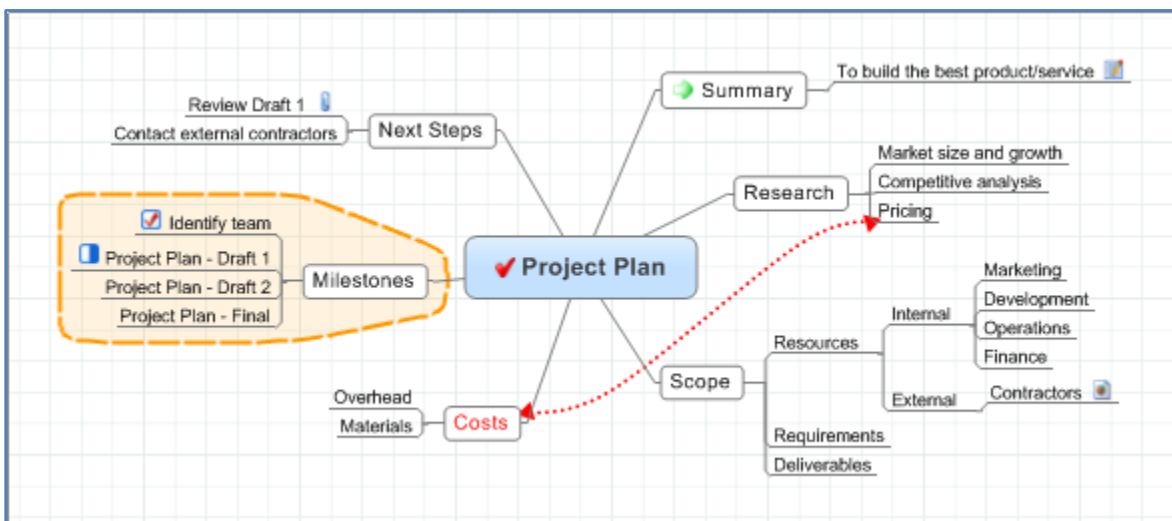 Project Plan
Summary
To build the best product/service
Research
Market size and growth
Competitive analysis
Pricing
Scope
Resources
Internal
Marketing
Development
Operations
Finance
External
Contractors
Requirements
Deliverables
Costs
Overhead
Materials
Milestones
Identify team
Project Plan - Draft 1
Project Plan - Draft 2
Project Plan - Final
Next Steps
Review Draft 1
Contact external contractors